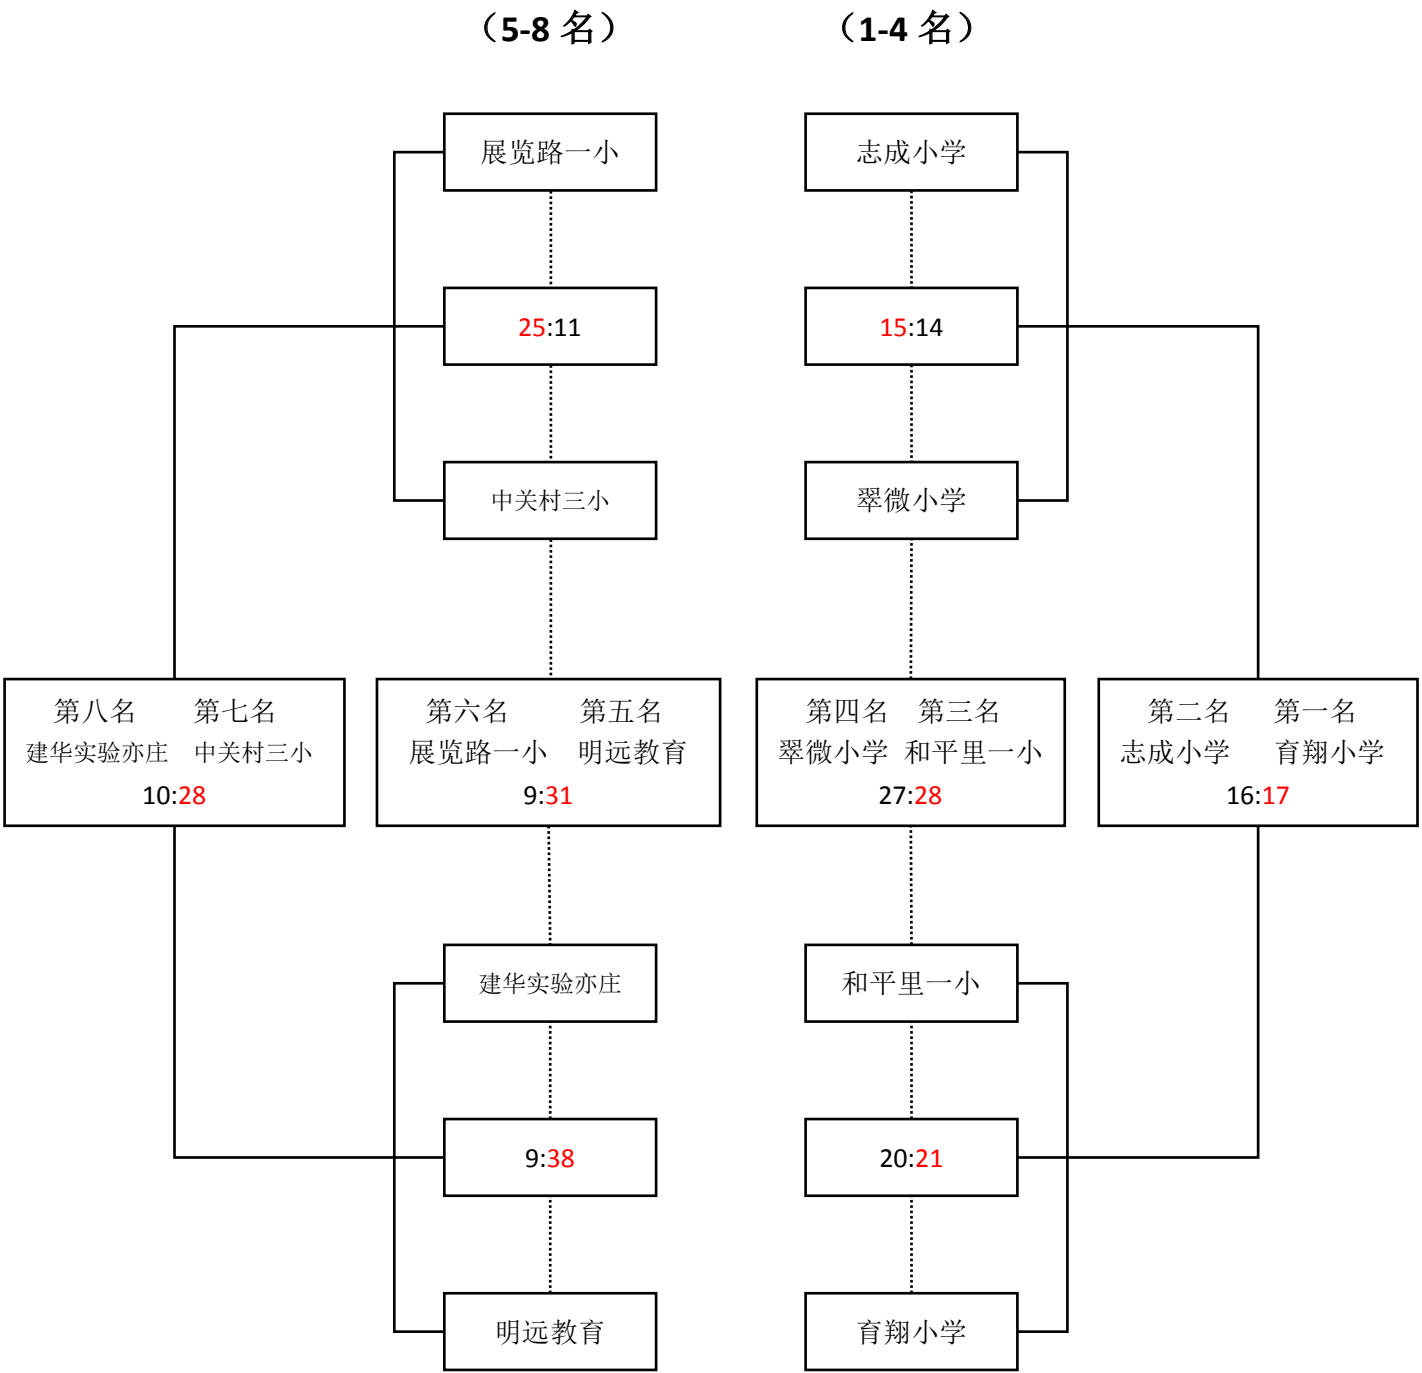 （5-8 名） （1-4 名）
展览路一小 志成小学
25:11 15:14
中关村三小 翠微小学
第八名 第七名 第六名 第五名 第四名 第三名 第二名 第一名
建华实验亦庄 中关村三小 展览路一小 明远教育 翠微小学 和平里一小 志成小学 育翔小学
10:28 9:31 27:28 16:17
建华实验亦庄 和平里一小
9:38 20:21
明远教育 育翔小学